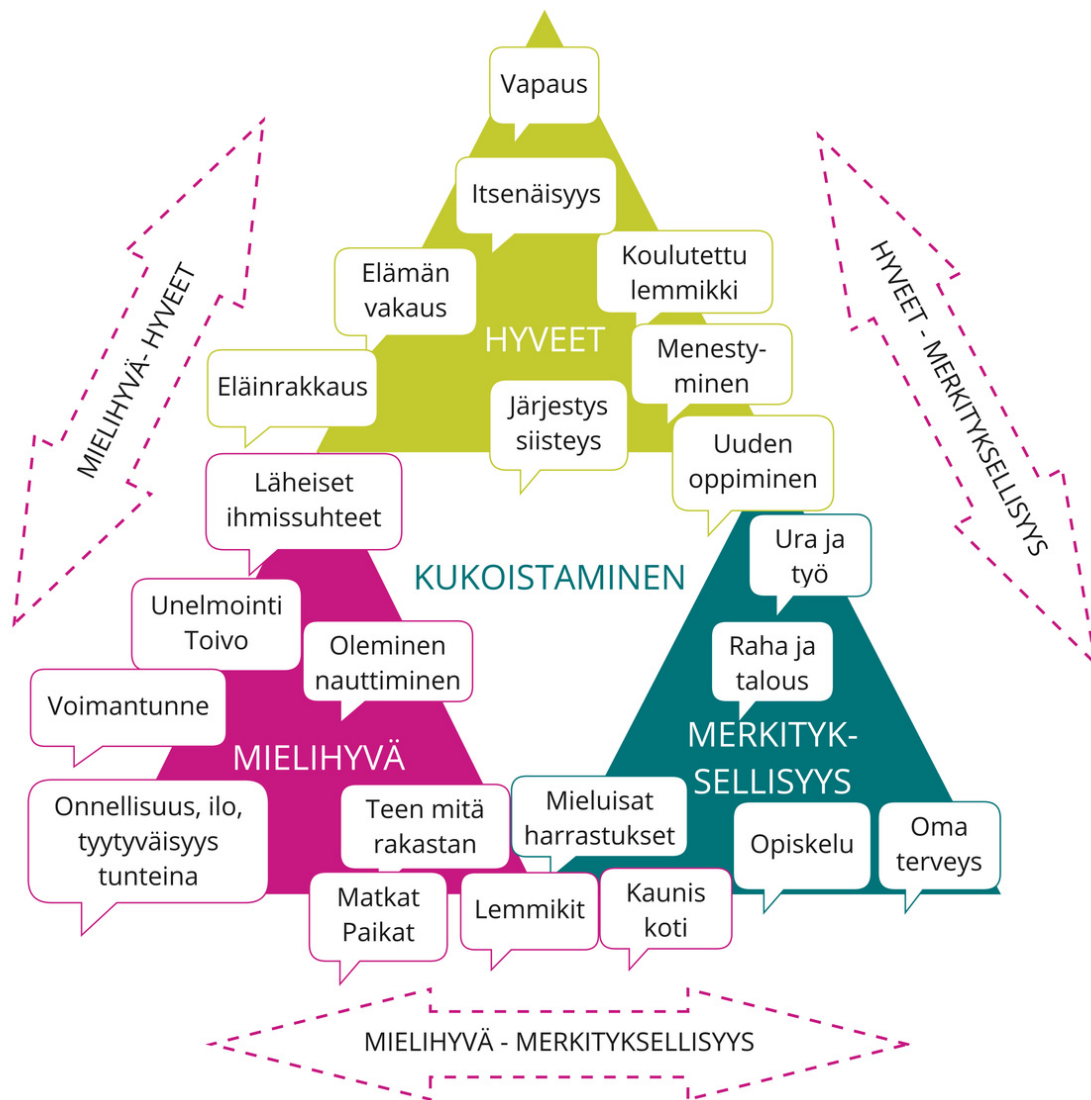 Vapaus
Itsenäisyys
Koulutettu
lemmikki
Elämän
vakaus
HYVEET
Menesty-
minen
Eläinrakkaus
Järjestys
siisteys
Uuden
oppiminen
MIELIHYVÄ- HYVEET
HYVEET - MERKITYKSELLISYYS
Läheiset
ihmissuhteet
KUKOISTAMINEN
Ura ja
työ
Unelmointi
Toivo
Oleminen
nauttiminen
Raha ja
talous
Voimantunne
MIELIHYVÄ
MERKITYK-
SELLISYYS
Onnellisuus, ilo,
tyytyväisyys
tunteina
Teen mitä
rakastan
Mieluisat
harrastukset
Opiskelu
Oma
terveys
Matkat
Paikat
Lemmikit
Kaunis
koti
MIELIHYVÄ - MERKITYKSELLISYYS